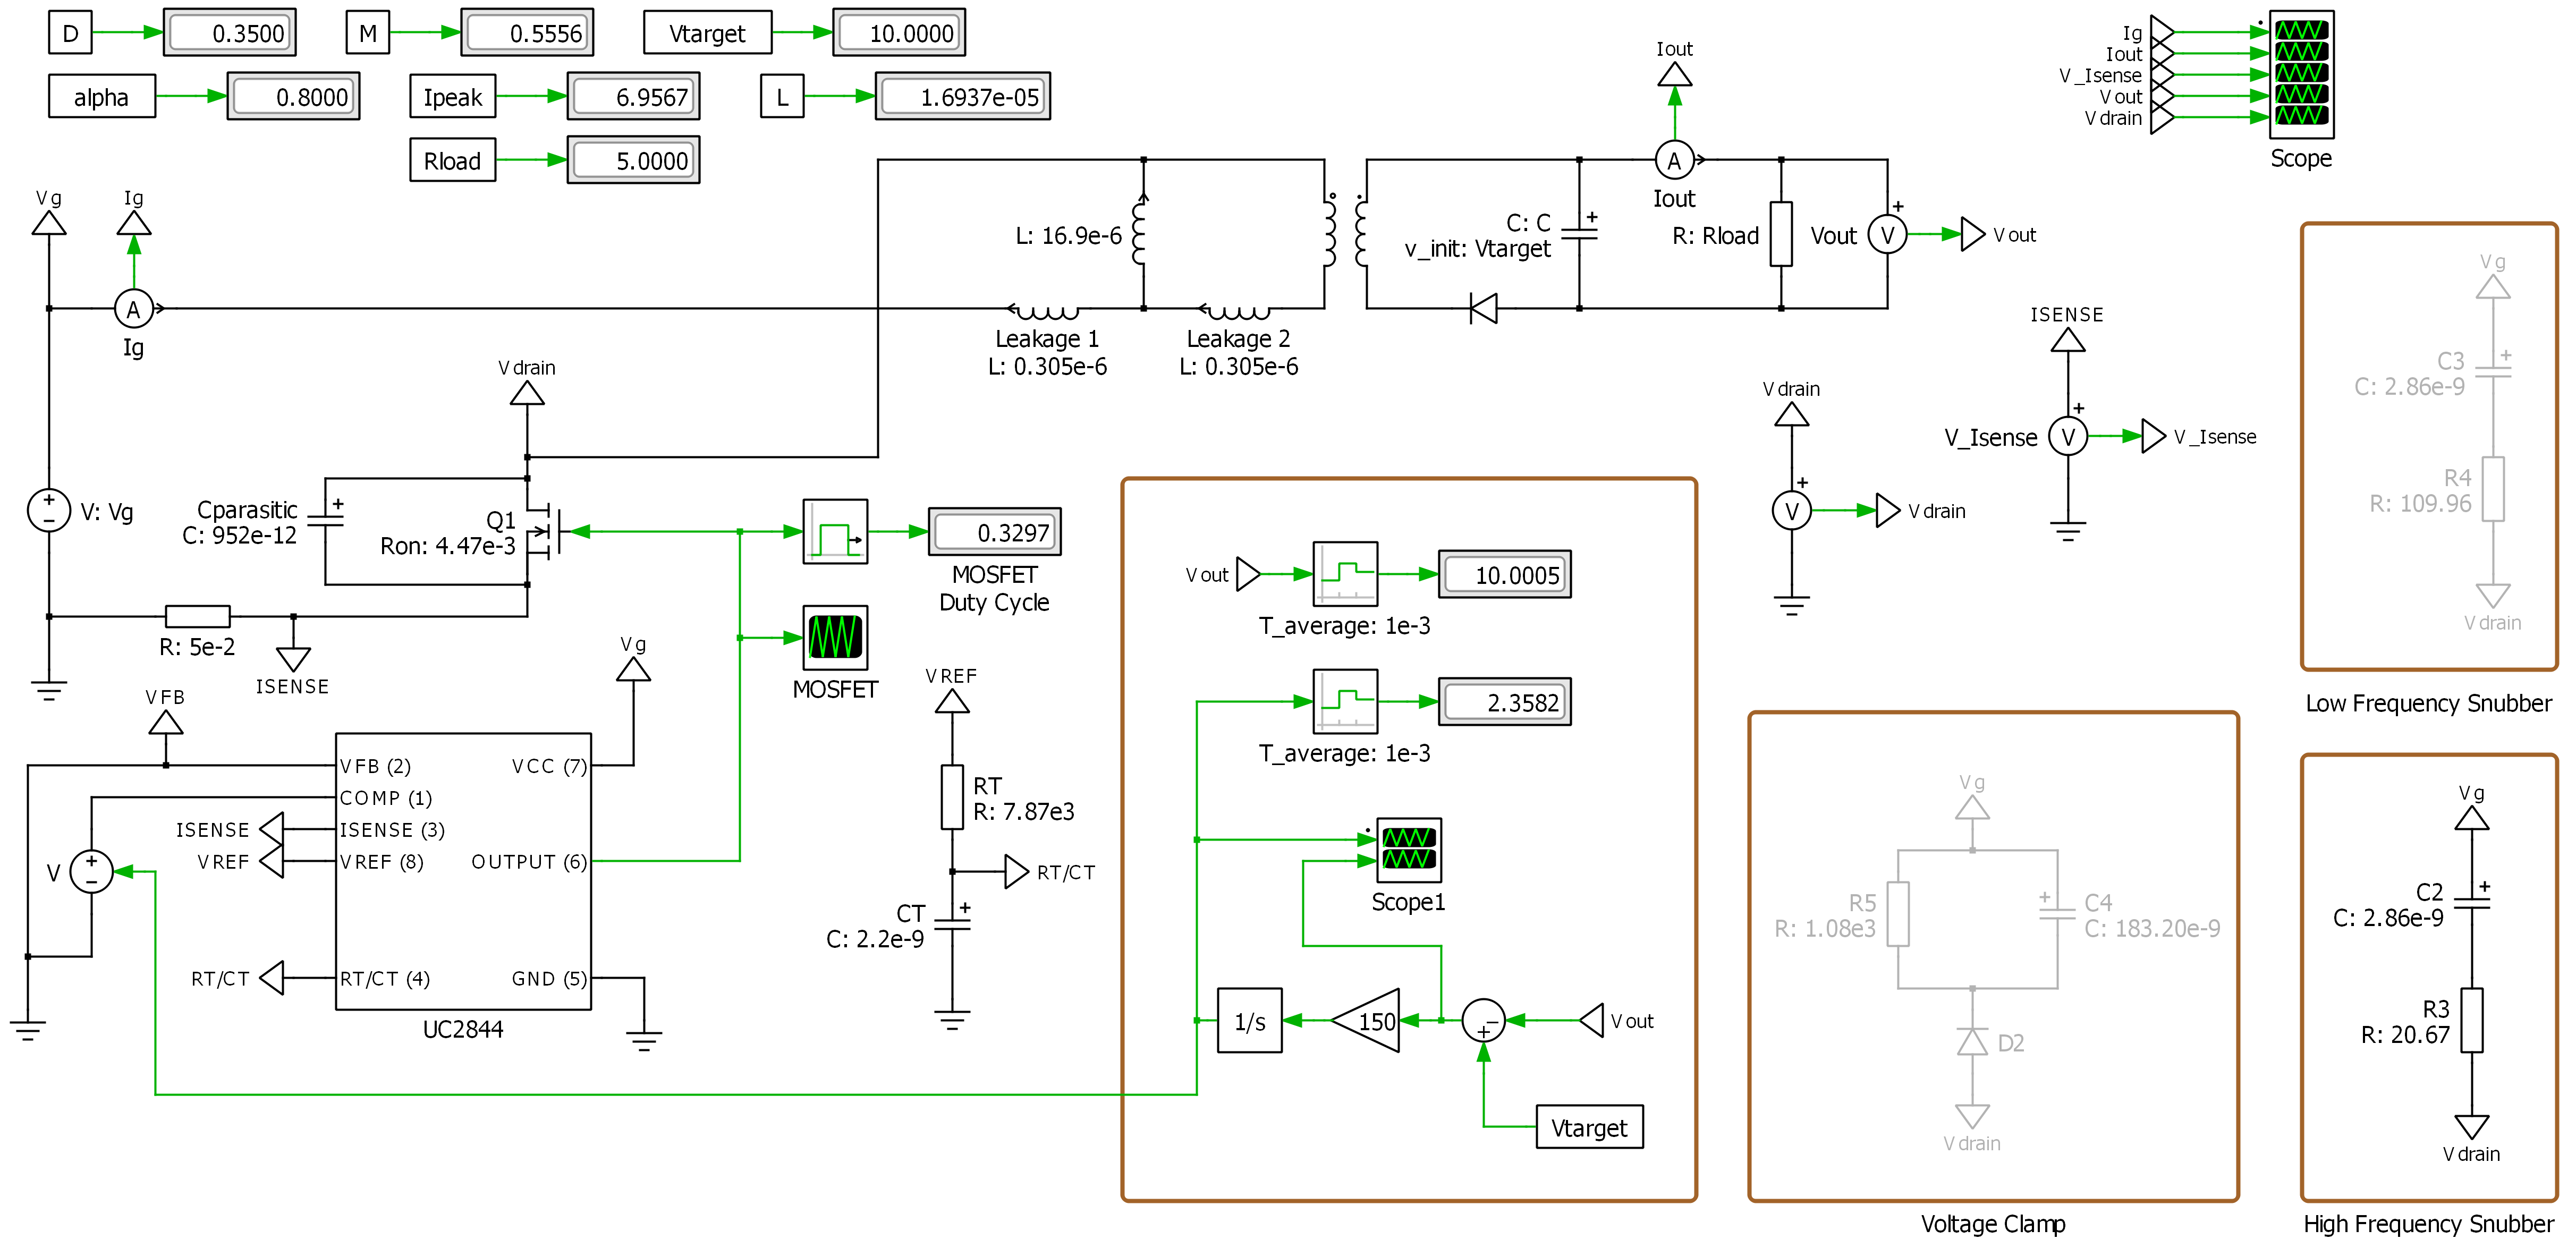 D
0.3500
M
0.5556
Vtarget
10.0000
alpha
0.8000
Ipeak
6.9567
L
1.6937e-05
Rload
5.0000
Ig
Iout
V_Isense
Vout
Vdrain
Scope
Vg
Ig
A
Ig
Iout
A
Iout
L: 16.9e-6
Leakage 1
L: 0.305e-6
Leakage 2
L: 0.305e-6
C: C
v_init: Vtarget
+
R: Rload
Vout
+
V
Vout
Vdrain
Cparasitic
C: 952e-12
+
Q1
Ron: 4.47e-3
+
−
V: Vg
R: 5e-2
ISENSE
0.3297
MOSFET
Duty Cycle
MOSFET
Vdrain
+
V
Vdrain
ISENSE
V_Isense
+
V
V_Isense
Vg
C3
C: 2.86e-9
+
R4
R: 109.96
Vdrain
Low Frequency Snubber
VFB
Vg
VFB (2)
COMP (1)
ISENSE (3)
VREF (8)
RT/CT (4)
VCC (7)
OUTPUT (6)
GND (5)
UC2844
ISENSE
VREF
RT/CT
V
+
−
VREF
RT
R: 7.87e3
RT/CT
CT
C: 2.2e-9
+
Vout
10.0005
T_average: 1e-3
2.3582
T_average: 1e-3
Scope1
1/s
150
−
+
Vout
Vtarget
Vg
R5
R: 1.08e3
+
C4
C: 183.20e-9
D2
Vdrain
Voltage Clamp
Vg
C2
C: 2.86e-9
+
R3
R: 20.67
Vdrain
High Frequency Snubber